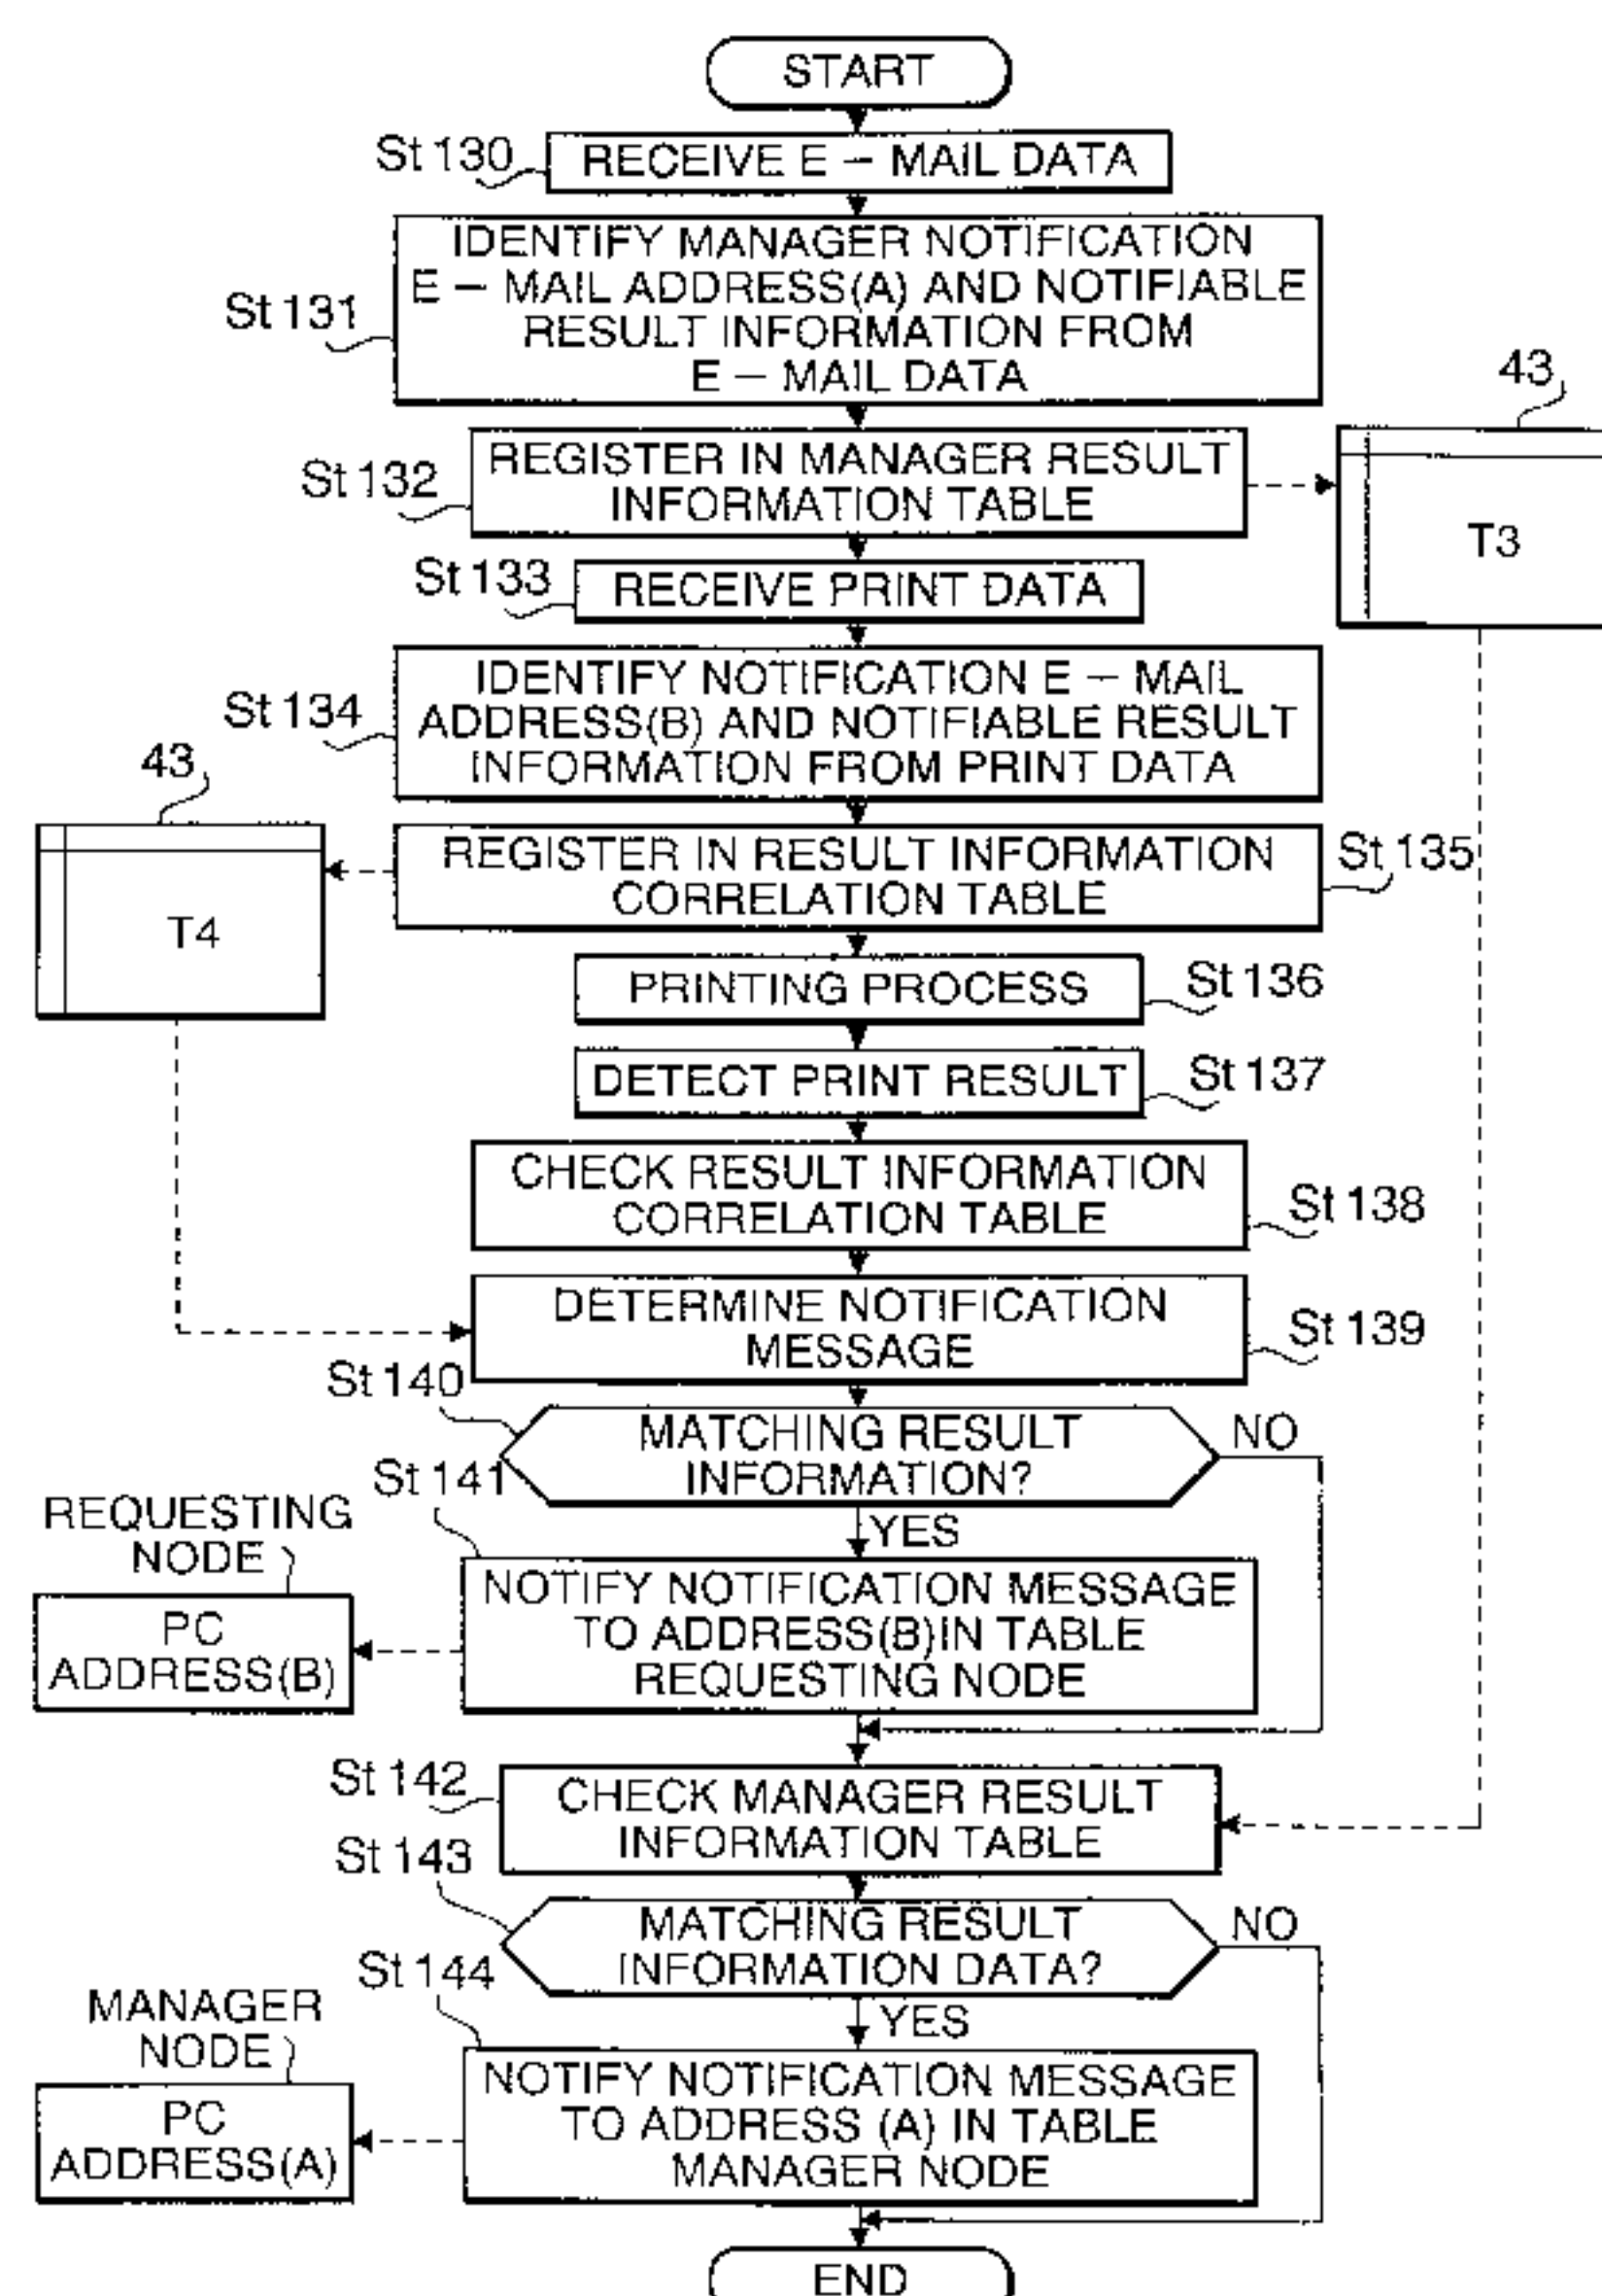 START
St 130
RECEIVE E – MAIL DATA
St 131
IDENTIFY MANAGER NOTIFICATION
E – MAIL ADDRESS(A) AND NOTIFIABLE
RESULT INFORMATION FROM
E – MAIL DATA
43
St 132
REGISTER IN MANAGER RESULT
INFORMATION TABLE
T3
St 133
RECEIVE PRINT DATA
St 134
IDENTIFY NOTIFICATION E – MAIL
ADDRESS(B) AND NOTIFIABLE RESULT
INFORMATION FROM PRINT DATA
43
T4
REGISTER IN RESULT INFORMATION
CORRELATION TABLE
St 135
PRINTING PROCESS
St 136
DETECT PRINT RESULT
St 137
CHECK RESULT INFORMATION
CORRELATION TABLE
St 138
DETERMINE NOTIFICATION
MESSAGE
St 139
St 140
MATCHING RESULT
INFORMATION?
NO
YES
St 141
REQUESTING
NODE
PC
ADDRESS(B)
NOTIFY NOTIFICATION MESSAGE
TO ADDRESS(B)IN TABLE
REQUESTING NODE
St 142
CHECK MANAGER RESULT
INFORMATION TABLE
St 143
MATCHING RESULT
INFORMATION DATA?
NO
YES
St 144
MANAGER
NODE
PC
ADDRESS(A)
NOTIFY NOTIFICATION MESSAGE
TO ADDRESS (A) IN TABLE
MANAGER NODE
END